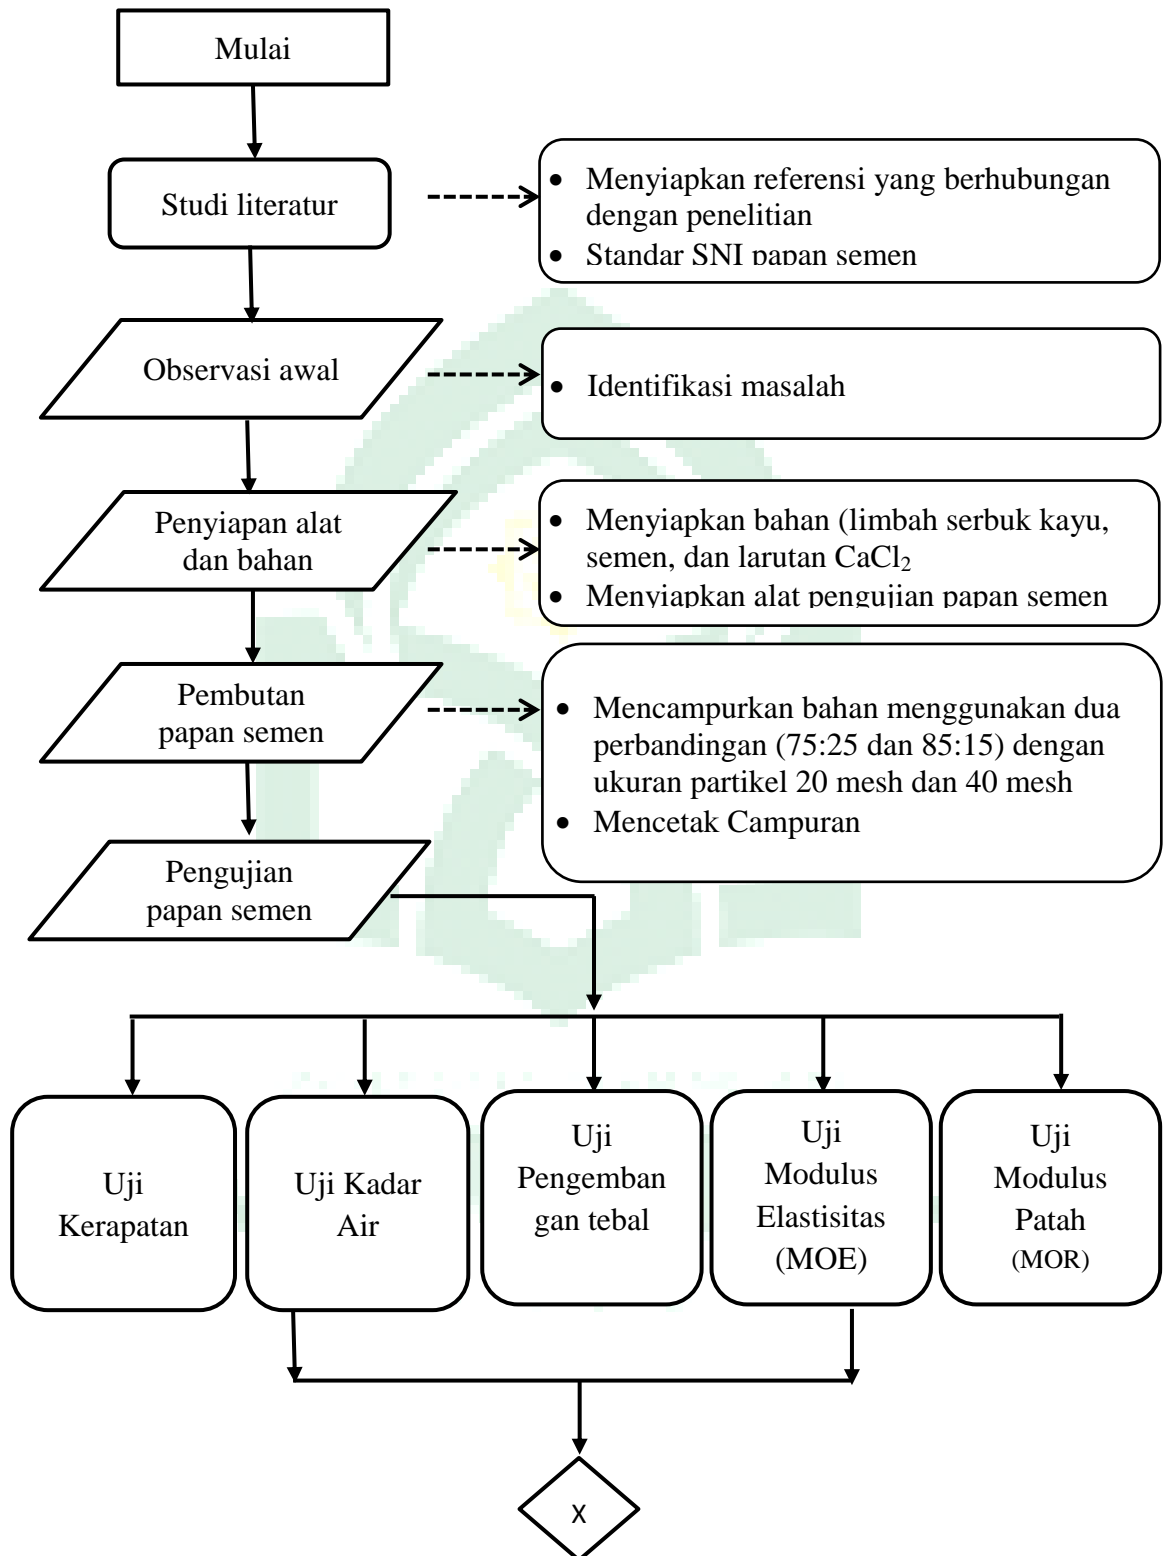 Mulai
Studi literatur
• Menyiapkan referensi yang berhubungan
dengan penelitian
• Standar SNI papan semen
Observasi awal
• Identifikasi masalah
Penyiapan alat
dan bahan
• Menyiapkan bahan (limbah serbuk kayu,
semen, dan larutan CaCl₂
• Menyiapkan alat pengujian papan semen
Pembutan
papan semen
• Mencampurkan bahan menggunakan dua
perbandingan (75:25 dan 85:15) dengan
ukuran partikel 20 mesh dan 40 mesh
• Mencetak Campuran
Pengujian
papan semen
Uji
Kerapatan
Uji Kadar
Air
Uji
Pengemban
gan tebal
Uji
Modulus
Elastisitas
(MOE)
Uji
Modulus
Patah
(MOR)
X